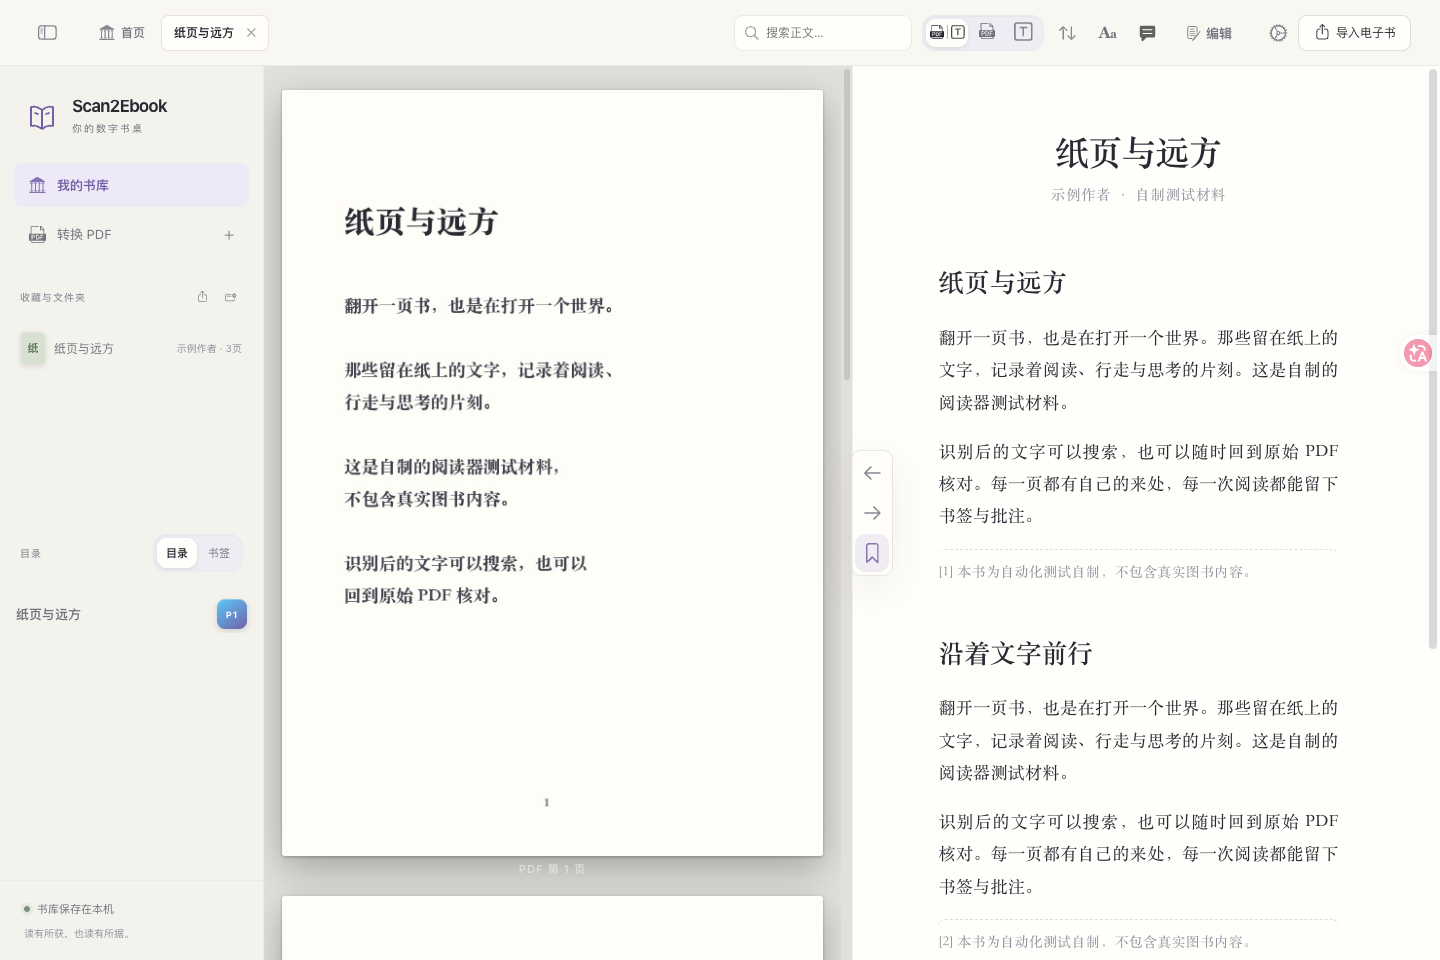 首页
纸页与远方
搜索正文...
PDF T
PDF
T
Aa
编辑
导入电子书
Scan2Ebook
你的数字书桌
我的书库
PDF
转换 PDF
收藏与文件夹
纸
纸页与远方
示例作者 · 3页
目录
目录
书签
纸页与远方
P1
书库保存在本机
读有所获，也读有所据。
纸页与远方
翻开一页书，也是在打开一个世界。
那些留在纸上的文字，记录着阅读、
行走与思考的片刻。
这是自制的阅读器测试材料，
不包含真实图书内容。
识别后的文字可以搜索，也可以
回到原始 PDF 核对。
1
PDF 第 1 页
纸页与远方
示例作者 · 自制测试材料
纸页与远方
翻开一页书，也是在打开一个世界。那些留在纸上的
文字，记录着阅读、行走与思考的片刻。这是自制的
阅读器测试材料。
识别后的文字可以搜索，也可以随时回到原始 PDF
核对。每一页都有自己的来处，每一次阅读都能留下
书签与批注。
[1] 本书为自动化测试自制，不包含真实图书内容。
沿着文字前行
翻开一页书，也是在打开一个世界。那些留在纸上的
文字，记录着阅读、行走与思考的片刻。这是自制的
阅读器测试材料。
识别后的文字可以搜索，也可以随时回到原始 PDF
核对。每一页都有自己的来处，每一次阅读都能留下
书签与批注。
[2] 本书为自动化测试自制，不包含真实图书内容。
A